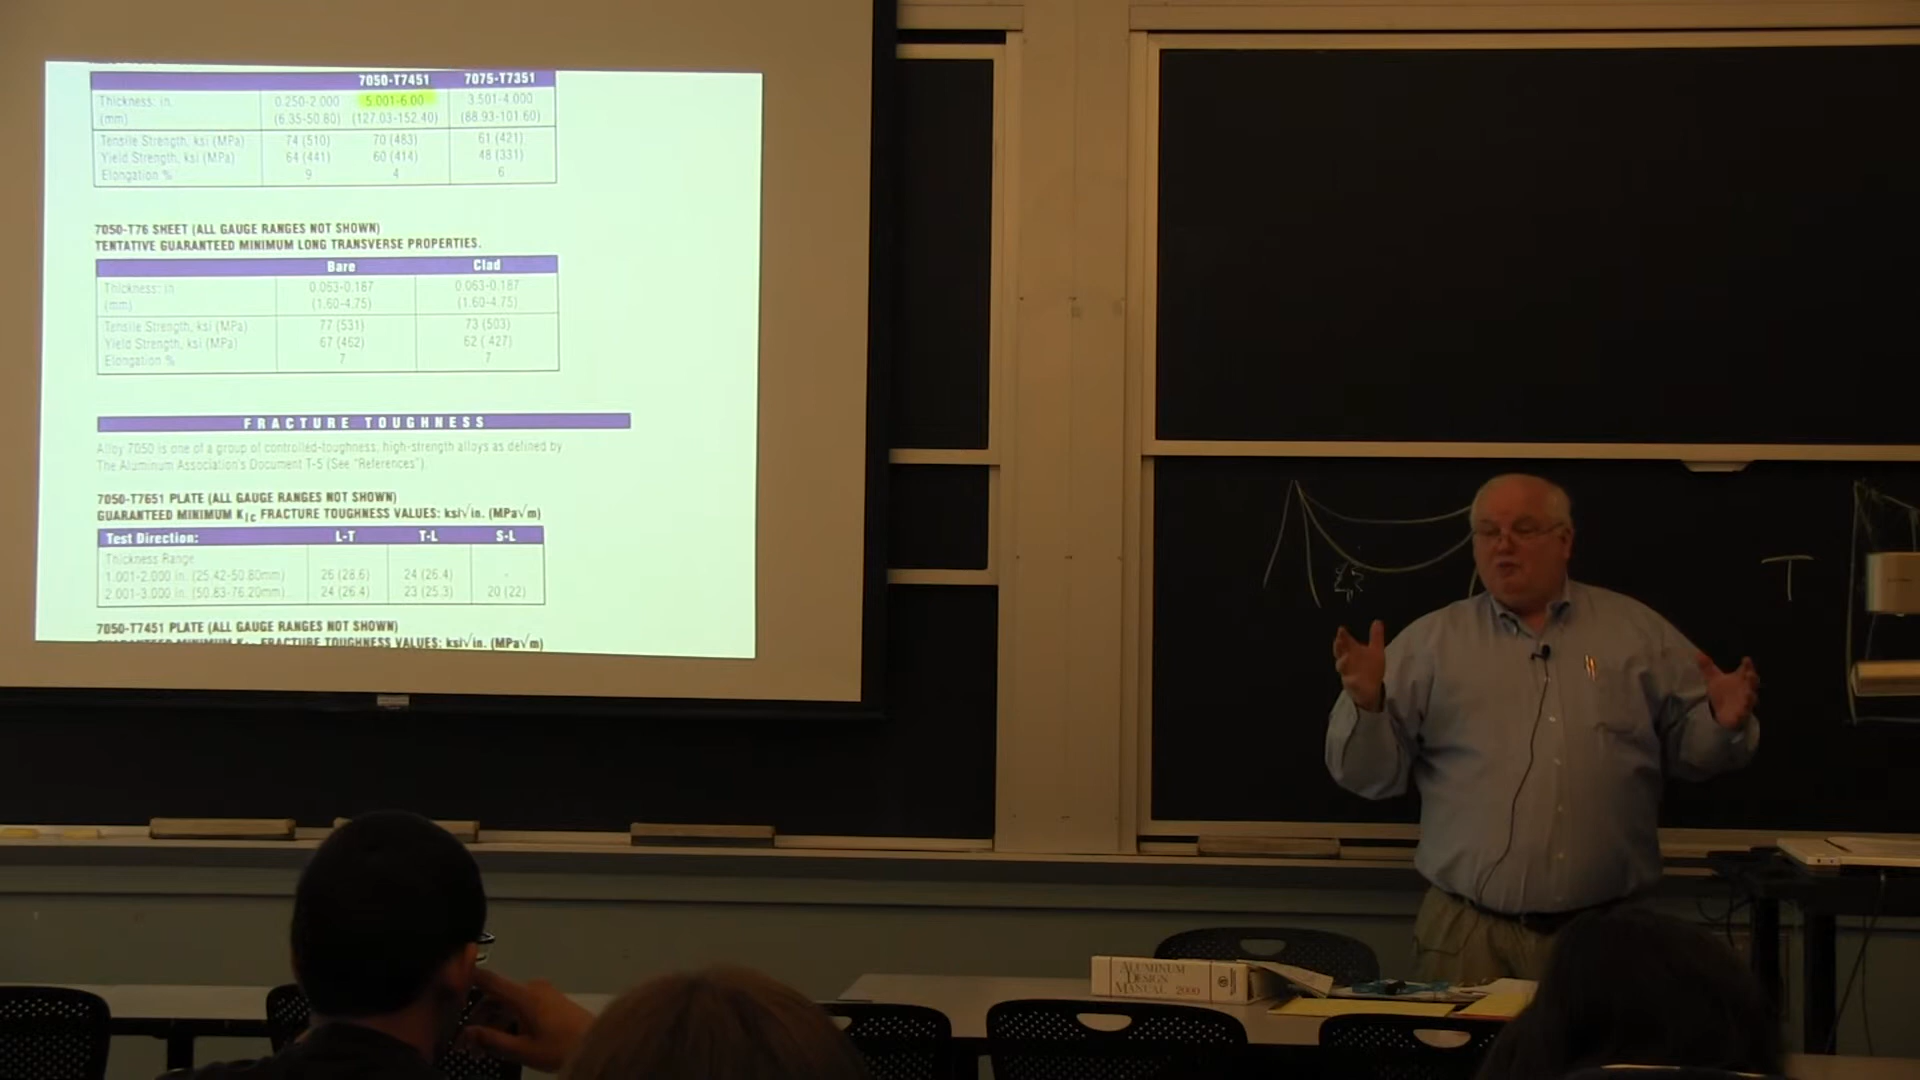 7050-T7451 7075-T7351
Thickness: in. 0.250-2.000 5.001-6.00 3.501-4.000
(mm) (6.35-50.80) (127.03-152.40) (88.93-101.60)
Tensile Strength, ksi (MPa) 74 (510) 70 (483) 61 (421)
Yield Strength, ksi (MPa) 64 (441) 60 (414) 48 (331)
Elongation % 9 4 6
7050-T76 SHEET (ALL GAUGE RANGES NOT SHOWN)
TENTATIVE GUARANTEED MINIMUM LONG TRANSVERSE PROPERTIES.
Bare Clad
Thickness: in 0.063-0.187 0.063-0.187
(mm) (1.60-4.75) (1.60-4.75)
Tensile Strength, ksi (MPa) 77 (531) 73 (503)
Yield Strength, ksi (MPa) 67 (462) 62 ( 427)
Elongation % 7 7
FRACTURE TOUGHNESS
Alloy 7050 is one of a group of controlled-toughness, high-strength alloys as defined by
The Aluminum Association's Document T-5 (See "References").
7050-T7651 PLATE (ALL GAUGE RANGES NOT SHOWN)
GUARANTEED MINIMUM KIC FRACTURE TOUGHNESS VALUES: ksi√in. (MPa√m)
Test Direction: L-T T-L S-L
Thickness Range
1.001-2.000 in. (25.42-50.80mm) 26 (28.6) 24 (26.4) -
2.001-3.000 in. (50.83-76.20mm) 24 (26.4) 23 (25.3) 20 (22)
7050-T7451 PLATE (ALL GAUGE RANGES NOT SHOWN)
GUARANTEED MINIMUM FRACTURE TOUGHNESS VALUES: ksi√in. (MPa√m)
T
ALUMINUM
DESIGN
MANUAL 2000